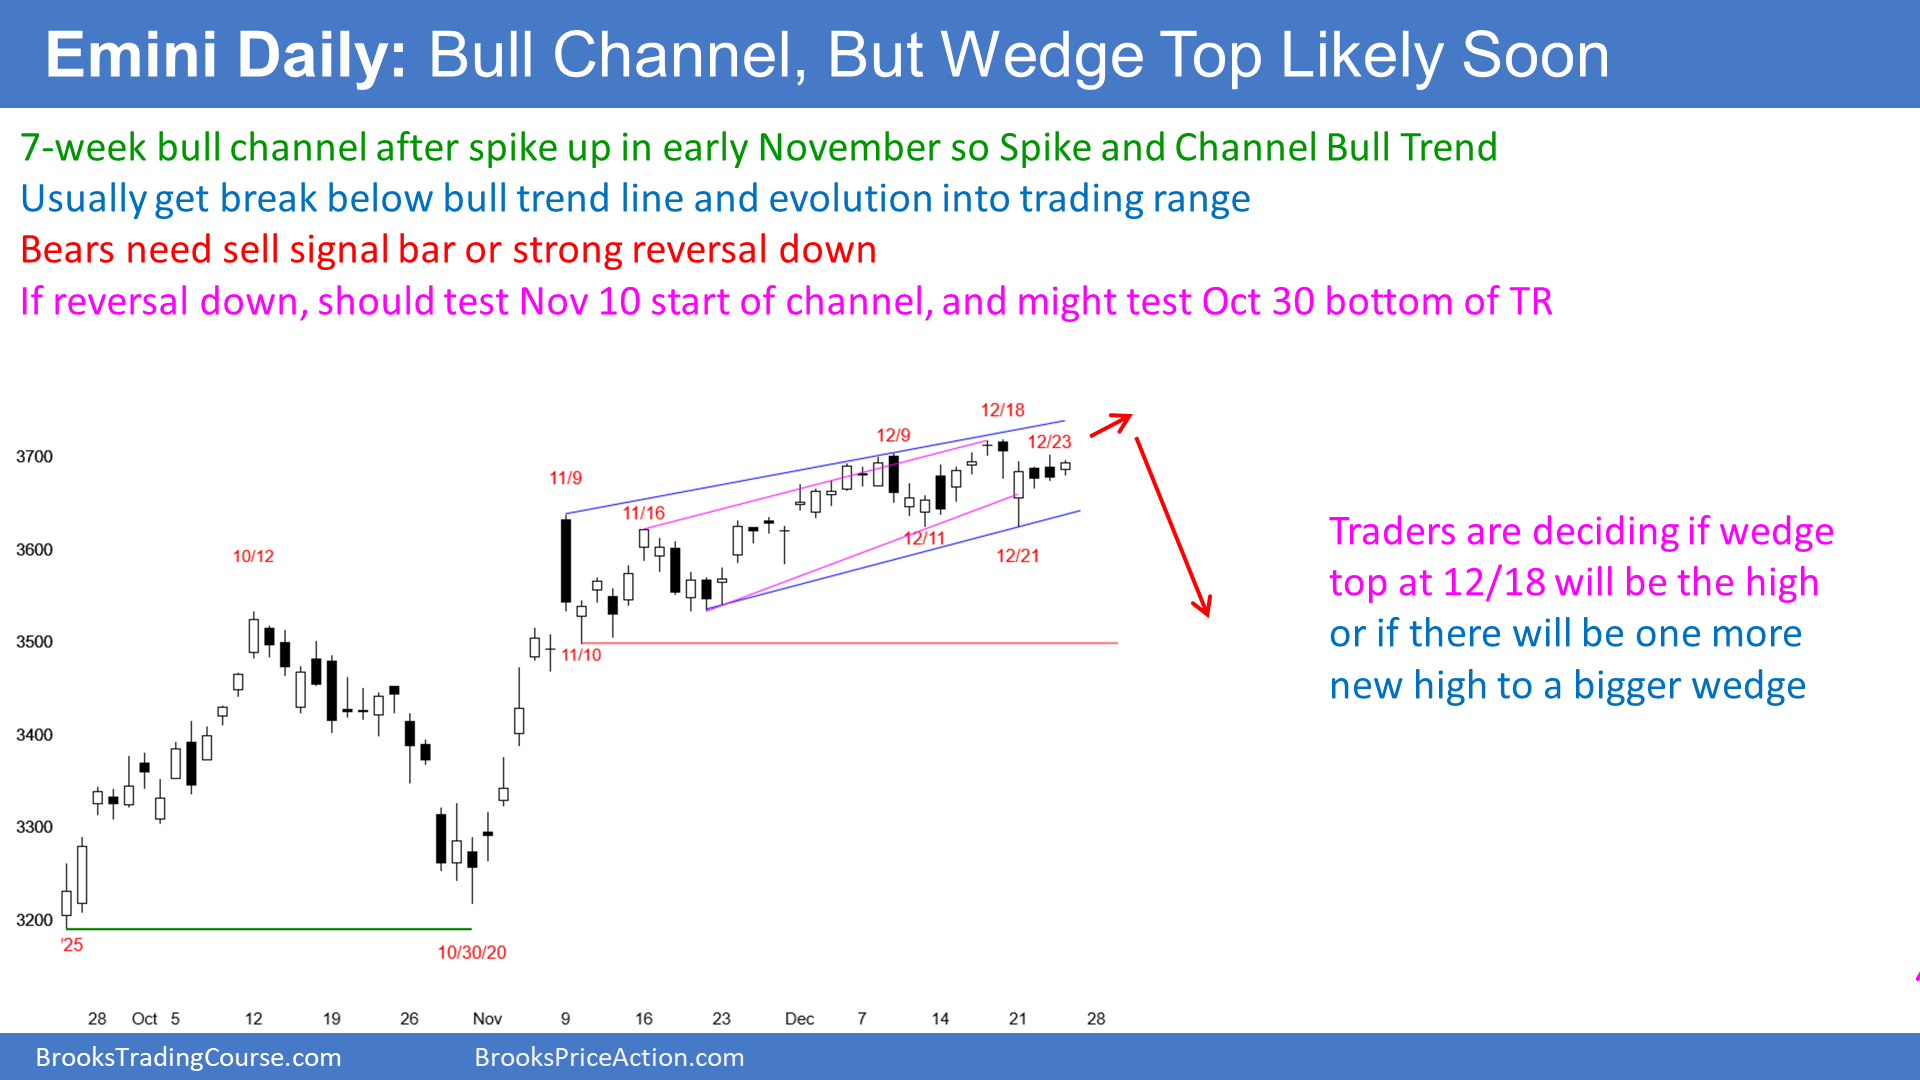 Emini Daily: Bull Channel, But Wedge Top Likely Soon
7-week bull channel after spike up in early November so Spike and Channel Bull Trend
Usually get break below bull trend line and evolution into trading range
Bears need sell signal bar or strong reversal down
If reversal down, should test Nov 10 start of channel, and might test Oct 30 bottom of TR
12/18
12/9
12/23
3700
11/9
11/16
Traders are deciding if wedge
top at 12/18 will be the high
or if there will be one more
new high to a bigger wedge
12/11
3600
10/12
12/21
3500
11/10
3400
3300
3200
'25
10/30/20
28 Oct 5 12 19 26 Nov 9 16 23 Dec 7 14 21 28
BrooksTradingCourse.com BrooksPriceAction.com